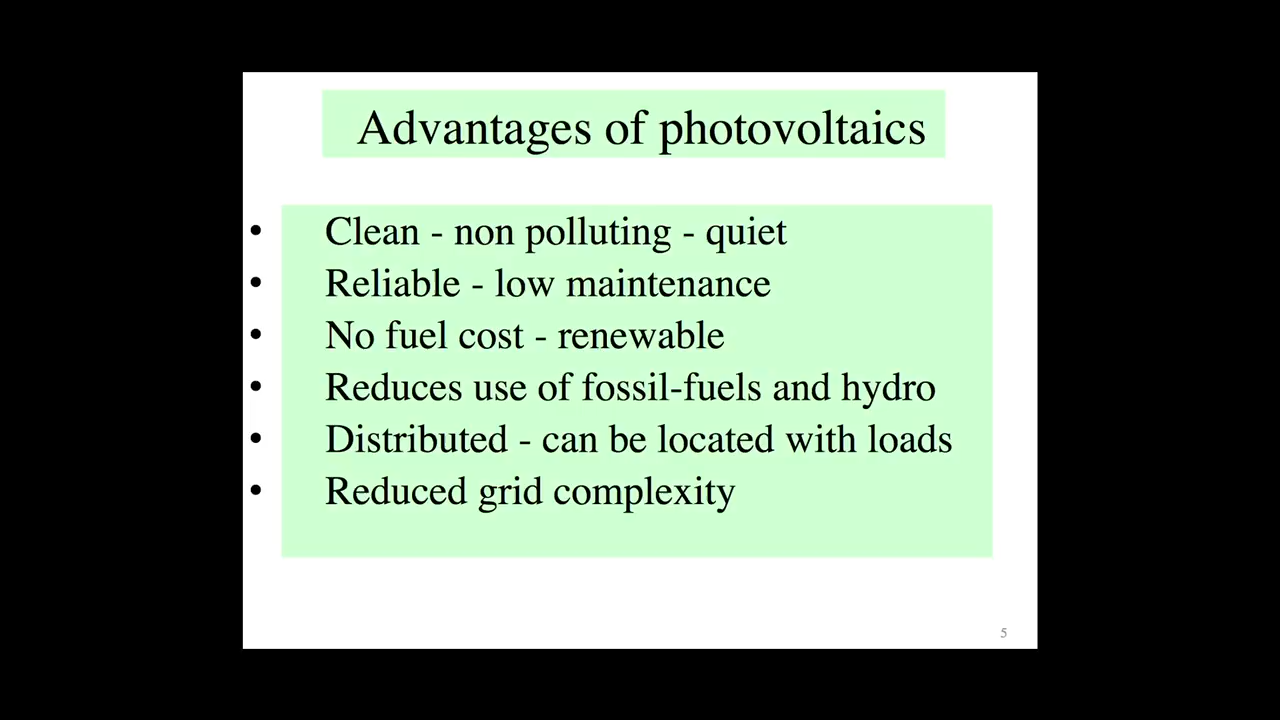 Advantages of photovoltaics
• Clean - non polluting - quiet
• Reliable - low maintenance
• No fuel cost - renewable
• Reduces use of fossil-fuels and hydro
• Distributed - can be located with loads
• Reduced grid complexity
5